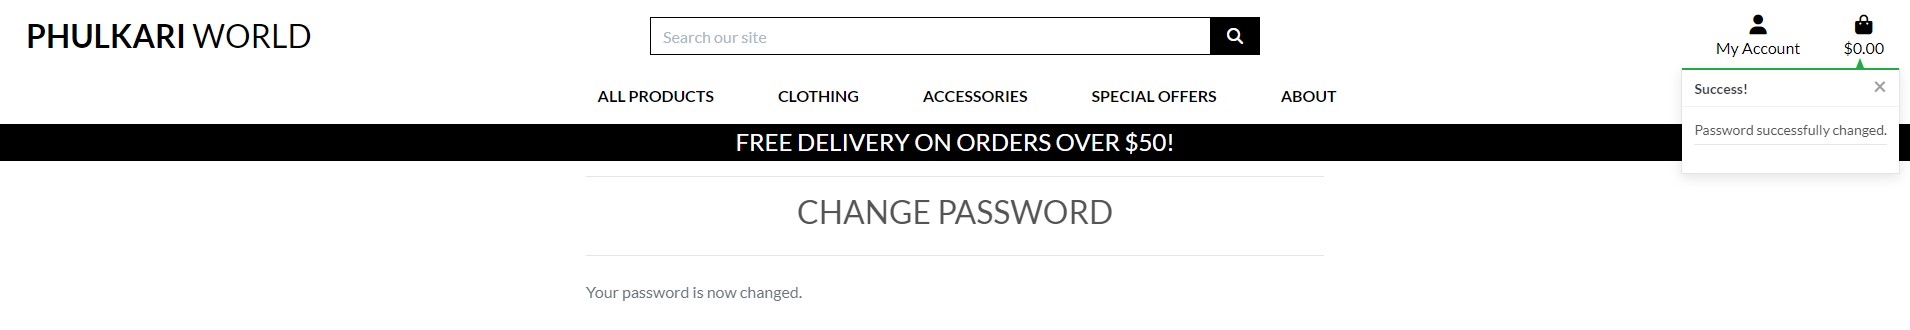 PHULKARI WORLD
Search our site
My Account
$0.00
ALL PRODUCTS
CLOTHING
ACCESSORIES
SPECIAL OFFERS
ABOUT
Success!
Password successfully changed.
FREE DELIVERY ON ORDERS OVER $50!
CHANGE PASSWORD
Your password is now changed.